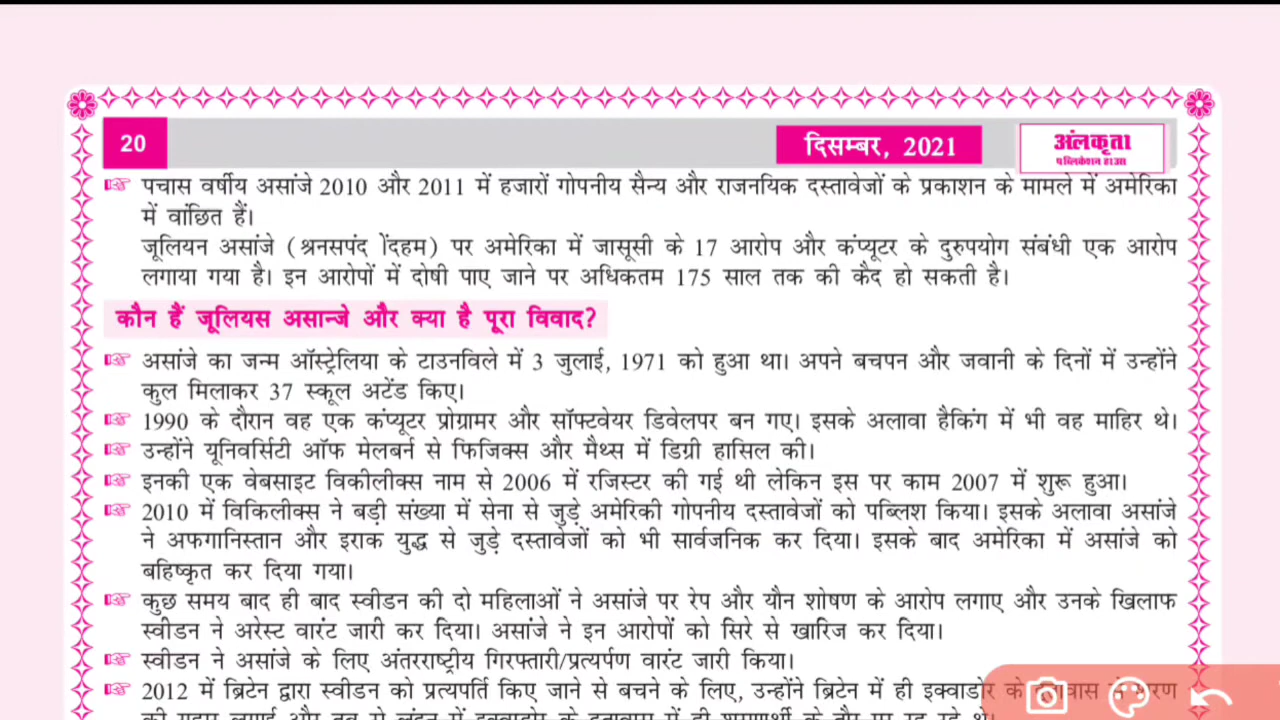 20
दिसम्बर, 2021
अंलकृता
पब्लिकेशन हाउस
पचास वर्षीय असांजे 2010 और 2011 में हजारों गोपनीय सैन्य और राजनयिक दस्तावेजों के प्रकाशन के मामले में अमेरिका
में वांछित हैं।
जूलियन असांजे (श्रनसपंद ।ेंदहम) पर अमेरिका में जासूसी के 17 आरोप और कंप्यूटर के दुरुपयोग संबंधी एक आरोप
लगाया गया है। इन आरोपों में दोषी पाए जाने पर अधिकतम 175 साल तक की कैद हो सकती है।
कौन हैं जूलियस असान्जे और क्या है पूरा विवाद?
असांजे का जन्म ऑस्ट्रेलिया के टाउनविले में 3 जुलाई, 1971 को हुआ था। अपने बचपन और जवानी के दिनों में उन्होंने
कुल मिलाकर 37 स्कूल अटेंड किए।
1990 के दौरान वह एक कंप्यूटर प्रोग्रामर और सॉफ्टवेयर डिवेलपर बन गए। इसके अलावा हैकिंग में भी वह माहिर थे।
उन्होंने यूनिवर्सिटी ऑफ मेलबर्न से फिजिक्स और मैथ्स में डिग्री हासिल की।
इनकी एक वेबसाइट विकीलीक्स नाम से 2006 में रजिस्टर की गई थी लेकिन इस पर काम 2007 में शुरू हुआ।
2010 में विकिलीक्स ने बड़ी संख्या में सेना से जुड़े अमेरिकी गोपनीय दस्तावेजों को पब्लिश किया। इसके अलावा असांजे
ने अफगानिस्तान और इराक युद्ध से जुड़े दस्तावेजों को भी सार्वजनिक कर दिया। इसके बाद अमेरिका में असांजे को
बहिष्कृत कर दिया गया।
कुछ समय बाद ही बाद स्वीडन की दो महिलाओं ने असांजे पर रेप और यौन शोषण के आरोप लगाए और उनके खिलाफ
स्वीडन ने अरेस्ट वारंट जारी कर दिया। असांजे ने इन आरोपों को सिरे से खारिज कर दिया।
स्वीडन ने असांजे के लिए अंतरराष्ट्रीय गिरफ्तारी/प्रत्यर्पण वारंट जारी किया।
2012 में ब्रिटेन द्वारा स्वीडन को प्रत्यपर्ति किए जाने से बचने के लिए, उन्होंने ब्रिटेन में ही इक्वाडोर के